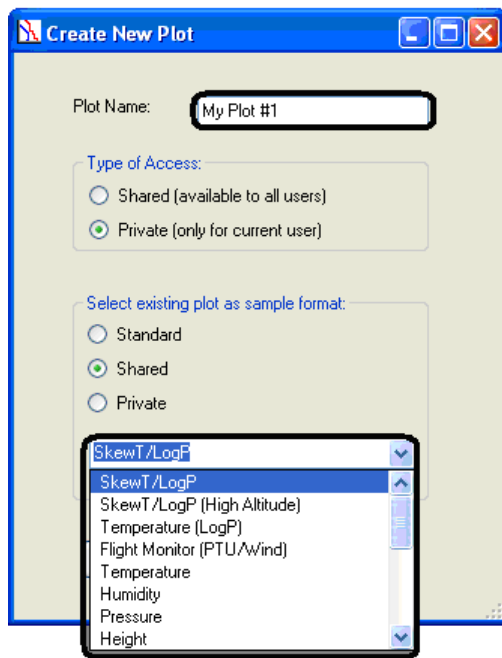 Create New Plot
Plot Name: My Plot #1
Type of Access:
Shared (available to all users)
Private (only for current user)
Select existing plot as sample format:
Standard
Shared
Private
SkewT/LogP
SkewT/LogP
SkewT/LogP (High Altitude)
Temperature (LogP)
Flight Monitor (PTU/Wind)
Temperature
Humidity
Pressure
Height